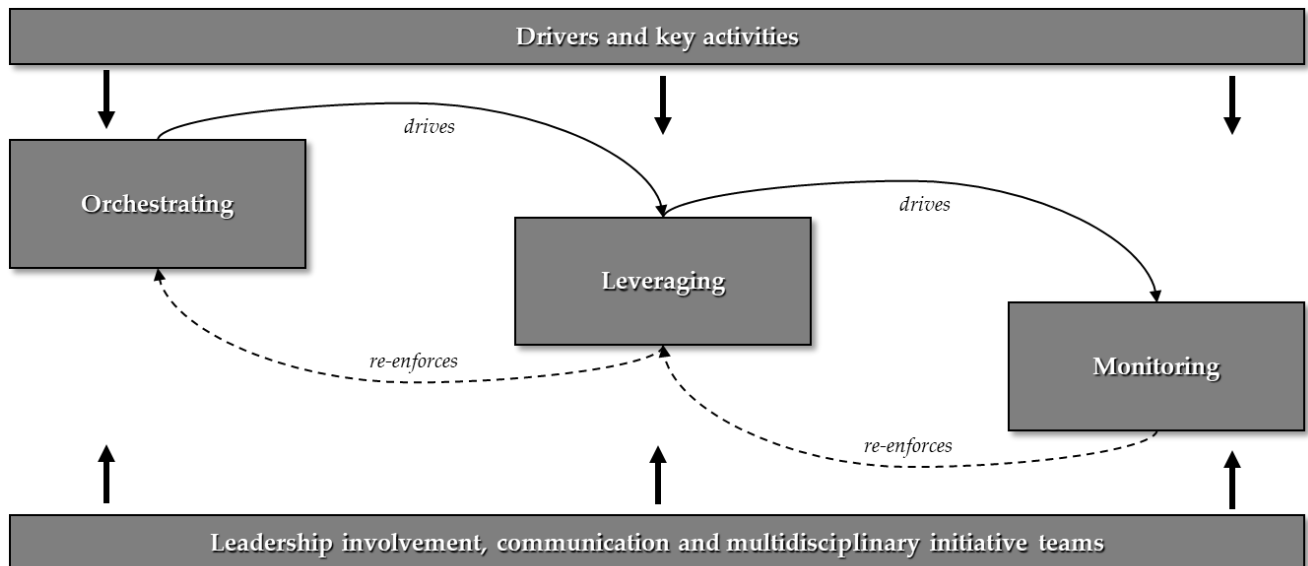 Drivers and key activities
drives
Orchestrating
drives
Leveraging
re-enforces
Monitoring
re-enforces
Leadership involvement, communication and multidisciplinary initiative teams